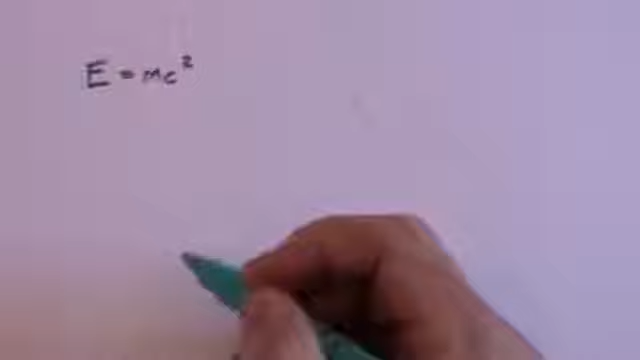 E = mc²